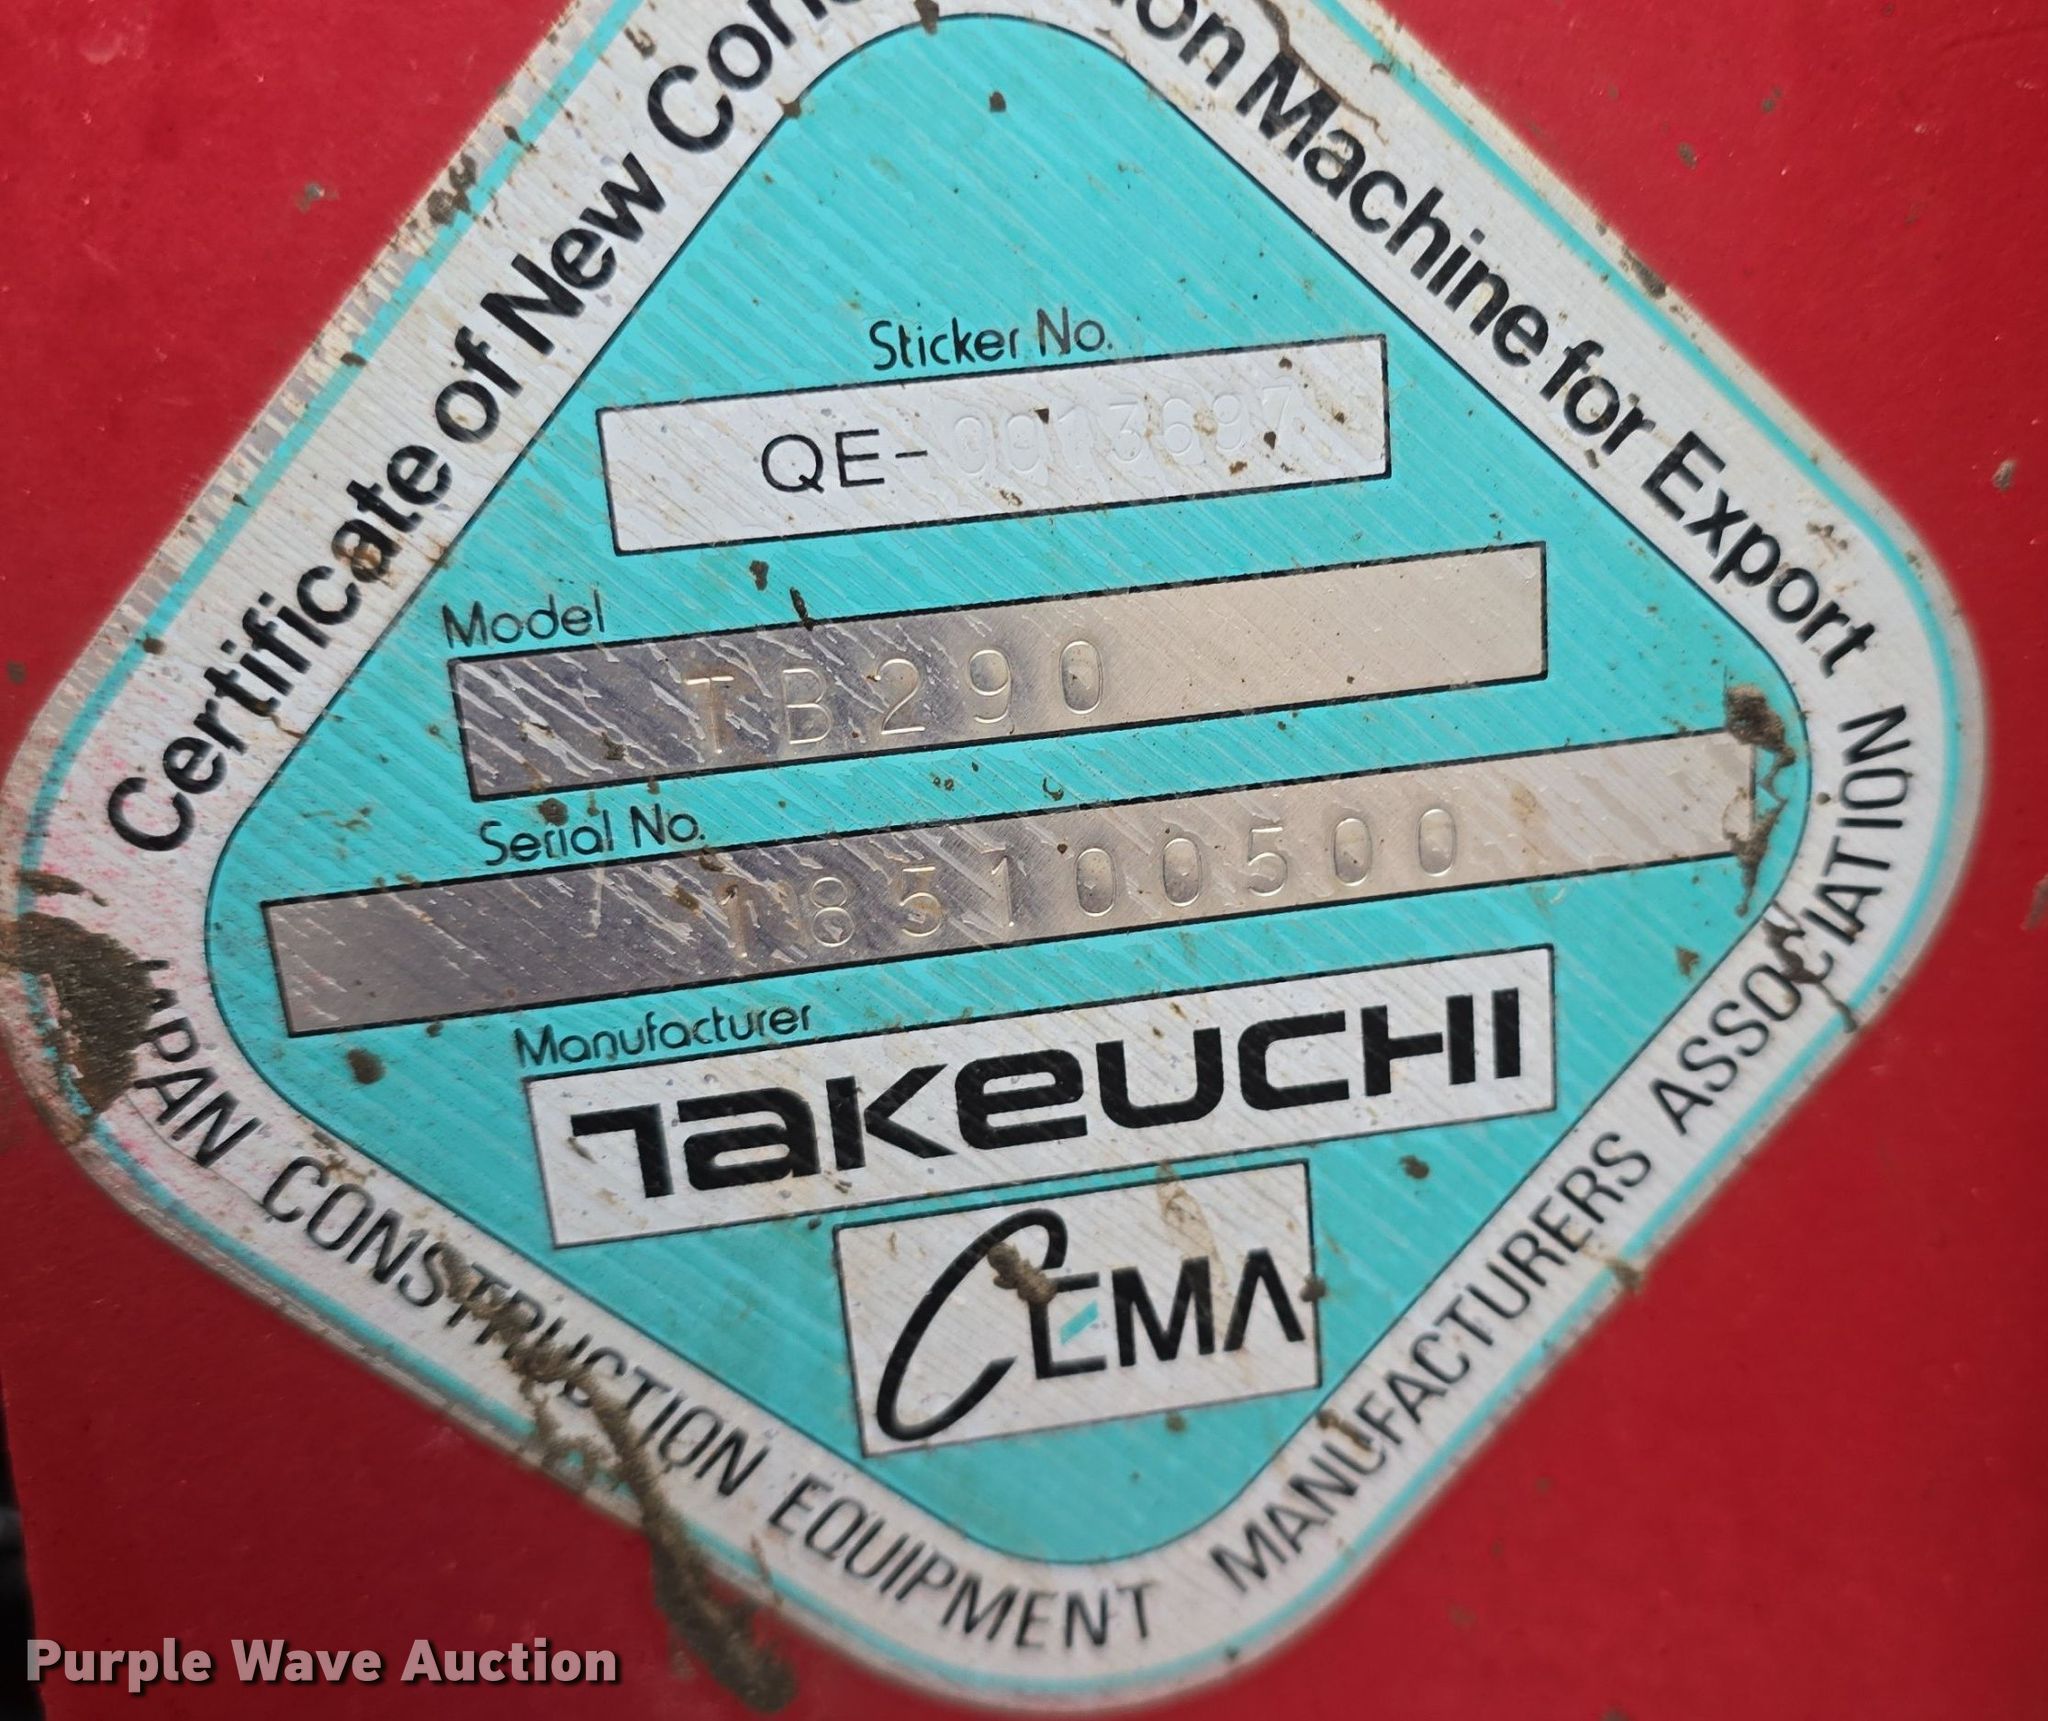 Certificate of New Con
on Machine for Export
Sticker No.
QE-0013687
Model
TB290
Serial No.
185100500
Manufacturer
TAKEUCHI
CEMA
JAPAN CONSTRUCTION EQUIPMENT MANUFACTURERS ASSOCIATION
Purple Wave Auction